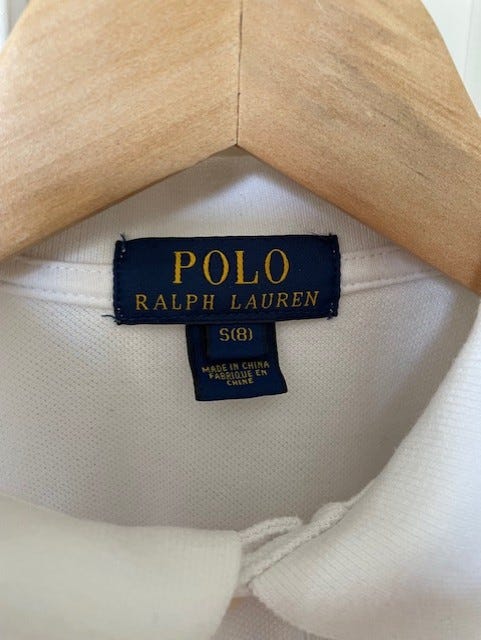 POLO
RALPH LAUREN
S(8)
MADE IN CHINA
FABRIQUE EN
CHINE